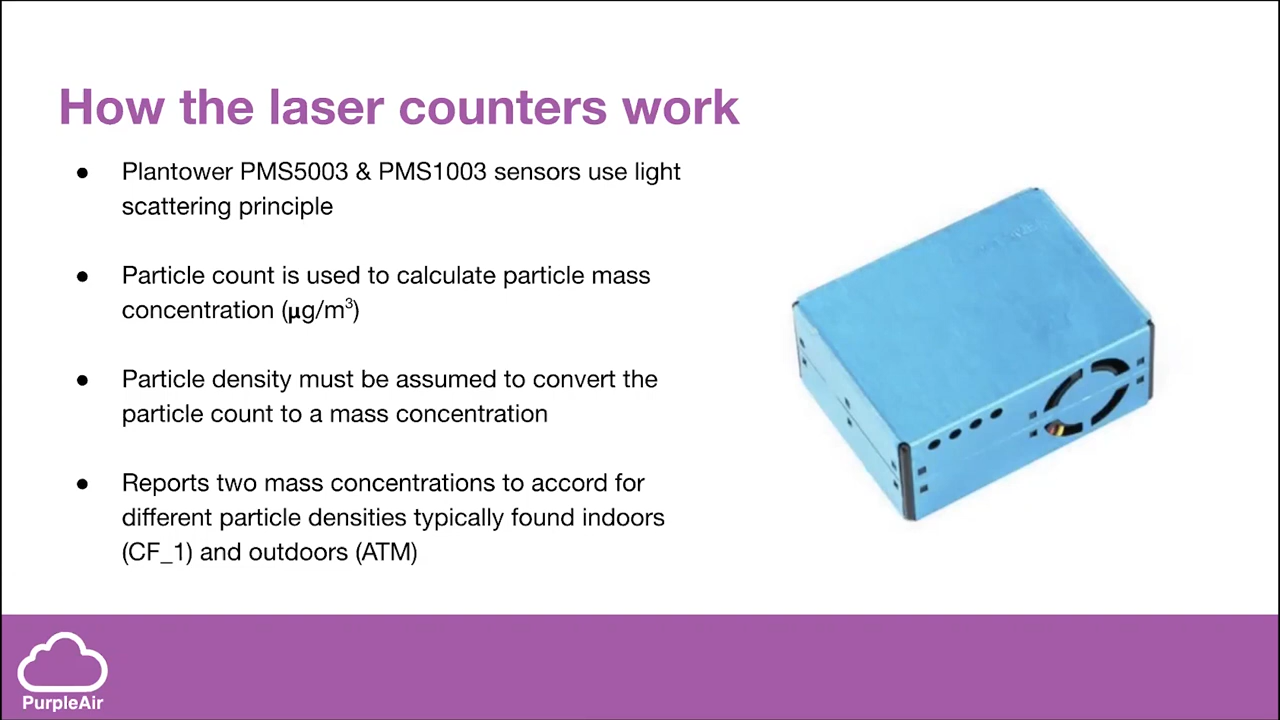 How the laser counters work
● Plantower PMS5003 & PMS1003 sensors use light
scattering principle
● Particle count is used to calculate particle mass
concentration (μg/m³)
● Particle density must be assumed to convert the
particle count to a mass concentration
● Reports two mass concentrations to accord for
different particle densities typically found indoors
(CF_1) and outdoors (ATM)
PurpleAir